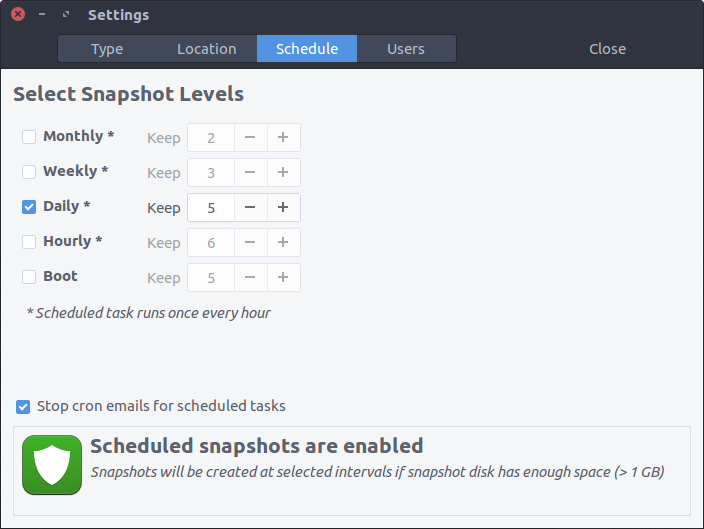 Settings
Type Location Schedule Users Close
Select Snapshot Levels
Monthly * Keep 2 − +
Weekly * Keep 3 − +
Daily * Keep 5 − +
Hourly * Keep 6 − +
Boot Keep 5 − +
* Scheduled task runs once every hour
Stop cron emails for scheduled tasks
Scheduled snapshots are enabled
Snapshots will be created at selected intervals if snapshot disk has enough space (> 1 GB)